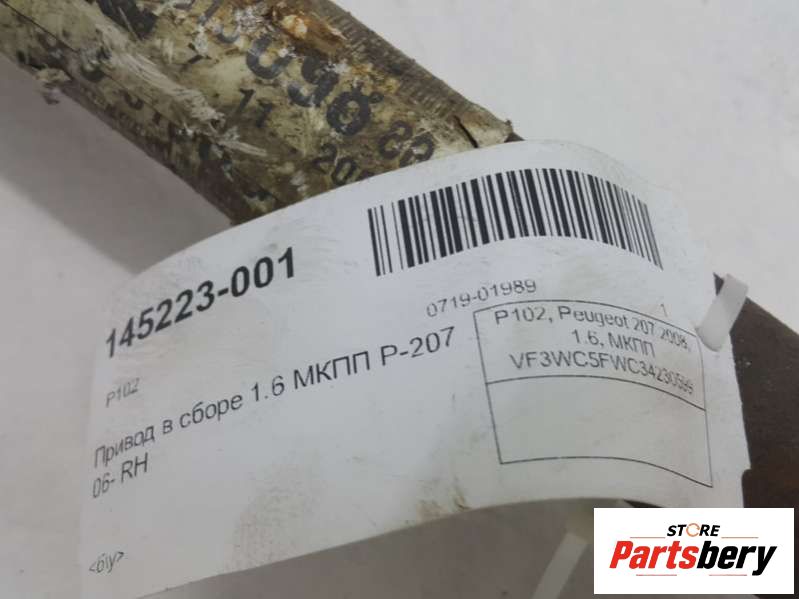 11
145223-001
0719-01989
1
P102
Привод в сборе 1.6 МКПП P-207
06- RH
P102, Peugeot 207 2008,
1.6, МКПП
VF3WC5FWC34230599
<biy>
STORE
Partsbery